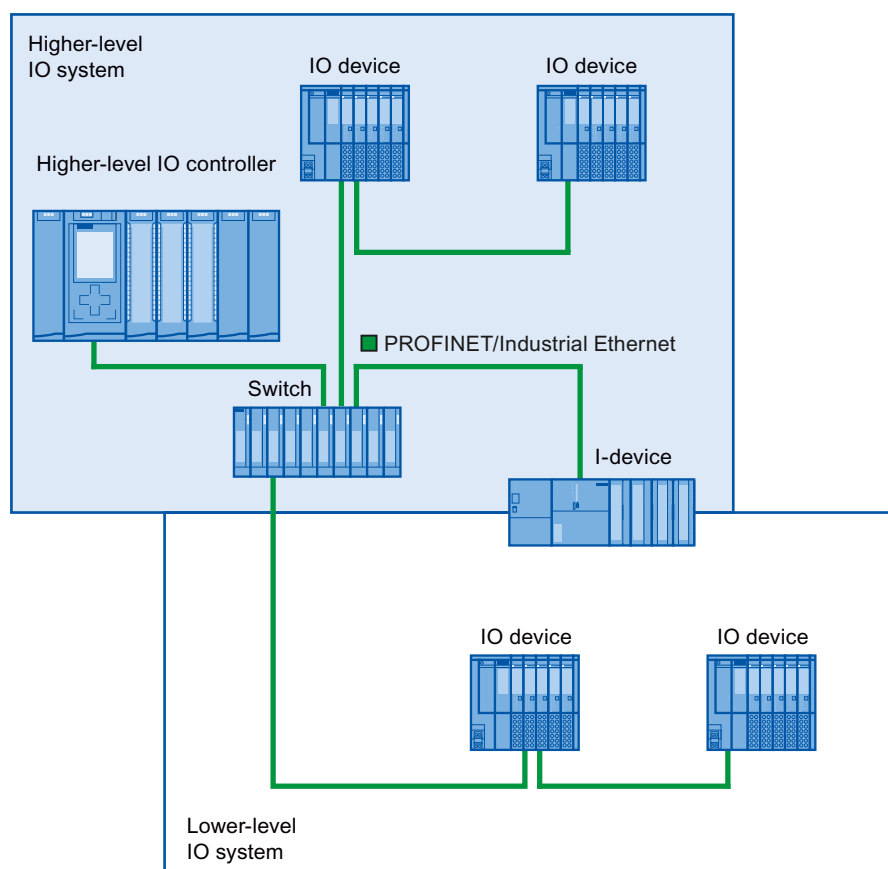 Higher-level
IO system
IO device
IO device
Higher-level IO controller
PROFINET/Industrial Ethernet
Switch
I-device
IO device
IO device
Lower-level
IO system